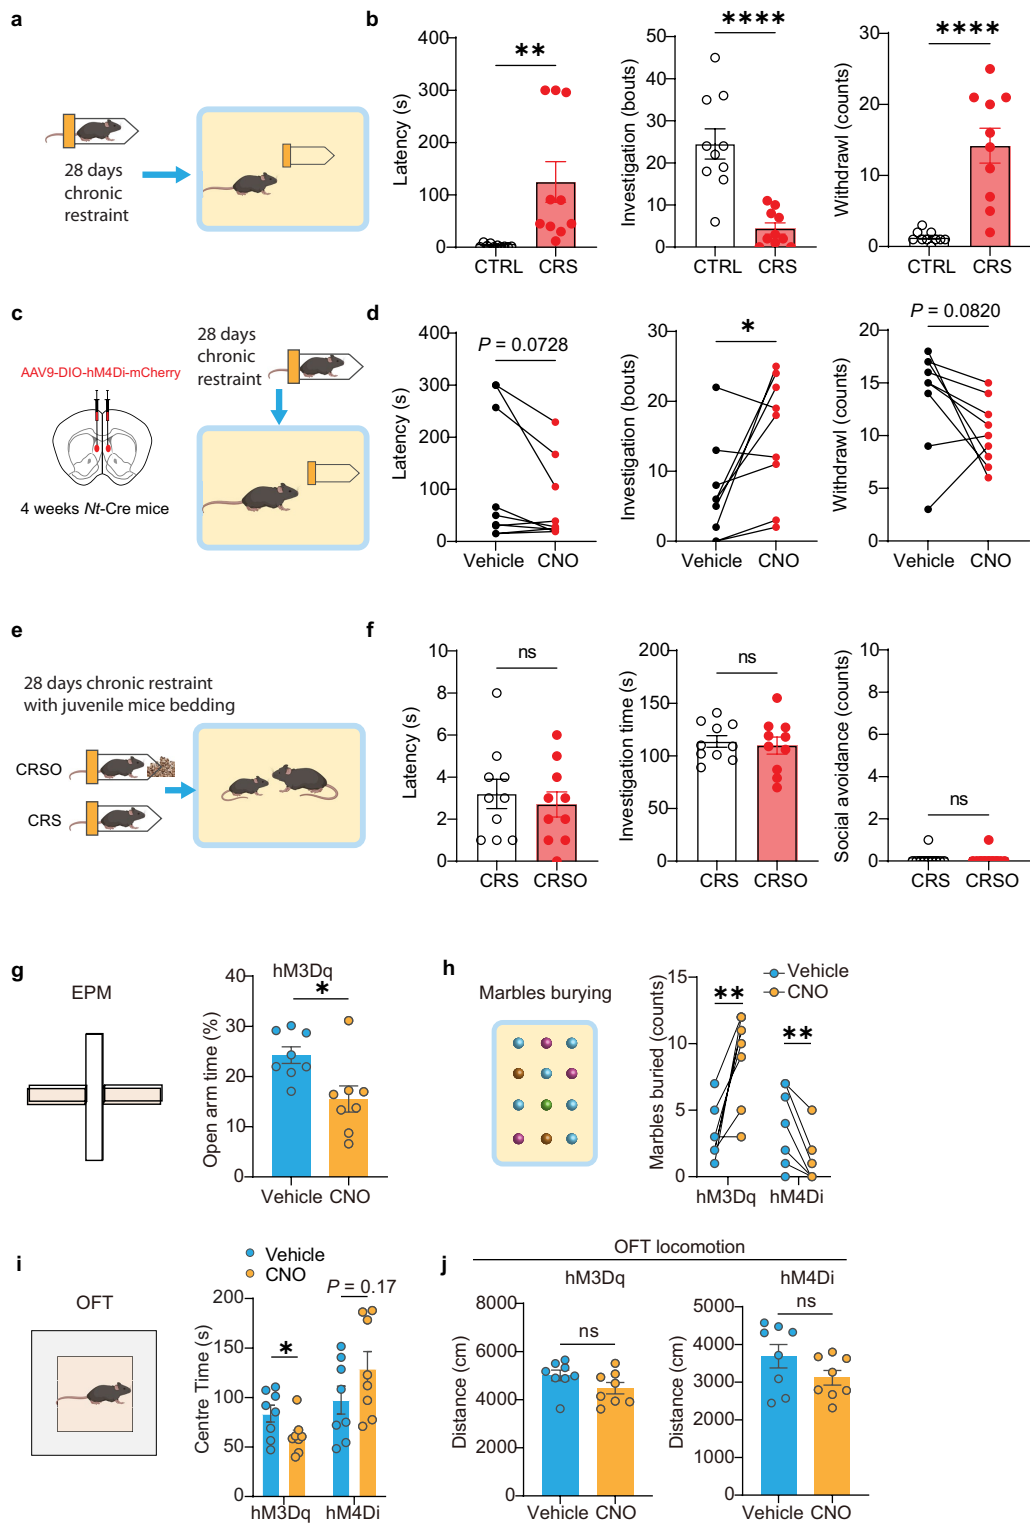 a
28 days
chronic
restraint
b
Latency (s)
400
300
200
100
0
**
CTRL CRS
Investigation (bouts)
50
40
30
20
10
0
****
CTRL CRS
Withdrawl (counts)
30
20
10
0
****
CTRL CRS
c
AAV9-DIO-hM4Di-mCherry
4 weeks Nt-Cre mice
28 days
chronic
restraint
d
Latency (s)
400
300
200
100
0
P = 0.0728
Vehicle CNO
Investigation (bouts)
30
20
10
0
*
Vehicle CNO
Withdrawl (counts)
20
15
10
5
0
P = 0.0820
Vehicle CNO
e
28 days chronic restraint
with juvenile mice bedding
CRSO
CRS
f
Latency (s)
10
8
6
4
2
0
ns
CRS CRSO
Investigation time (s)
200
150
100
50
0
ns
CRS CRSO
Social avoidance (counts)
10
8
6
4
2
0
ns
CRS CRSO
g
EPM
hM3Dq
Open arm time (%)
40
30
20
10
0
*
Vehicle CNO
h
Marbles burying
Vehicle
CNO
Marbles buried (counts)
15
10
5
0
**
**
hM3Dq hM4Di
i
OFT
Vehicle
CNO
Centre Time (s)
200
150
100
50
0
*
P = 0.17
hM3Dq hM4Di
j
OFT locomotion
hM3Dq
Distance (cm)
8000
6000
4000
2000
0
ns
Vehicle CNO
hM4Di
Distance (cm)
5000
4000
3000
2000
1000
0
ns
Vehicle CNO